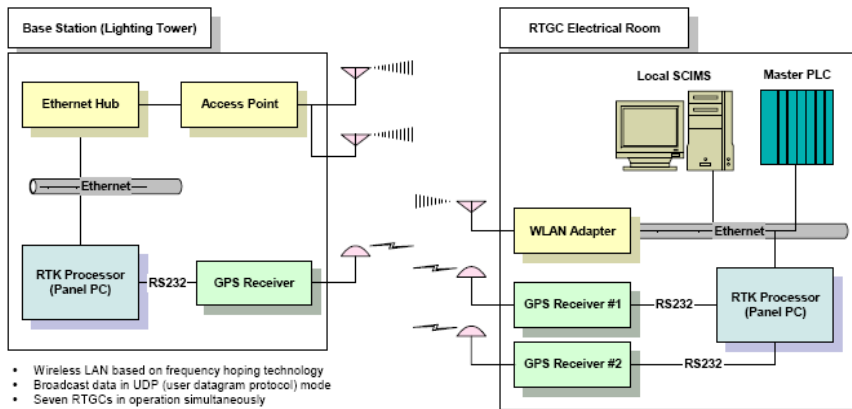 Base Station (Lighting Tower)
Ethernet Hub
Access Point
Ethernet
RTK Processor
(Panel PC)
RS232
GPS Receiver
RTGC Electrical Room
Local SCIMS
Master PLC
WLAN Adapter
Ethernet
GPS Receiver #1
RS232
RTK Processor
(Panel PC)
GPS Receiver #2
RS232
• Wireless LAN based on frequency hoping technology
• Broadcast data in UDP (user datagram protocol) mode
• Seven RTGCs in operation simultaneously